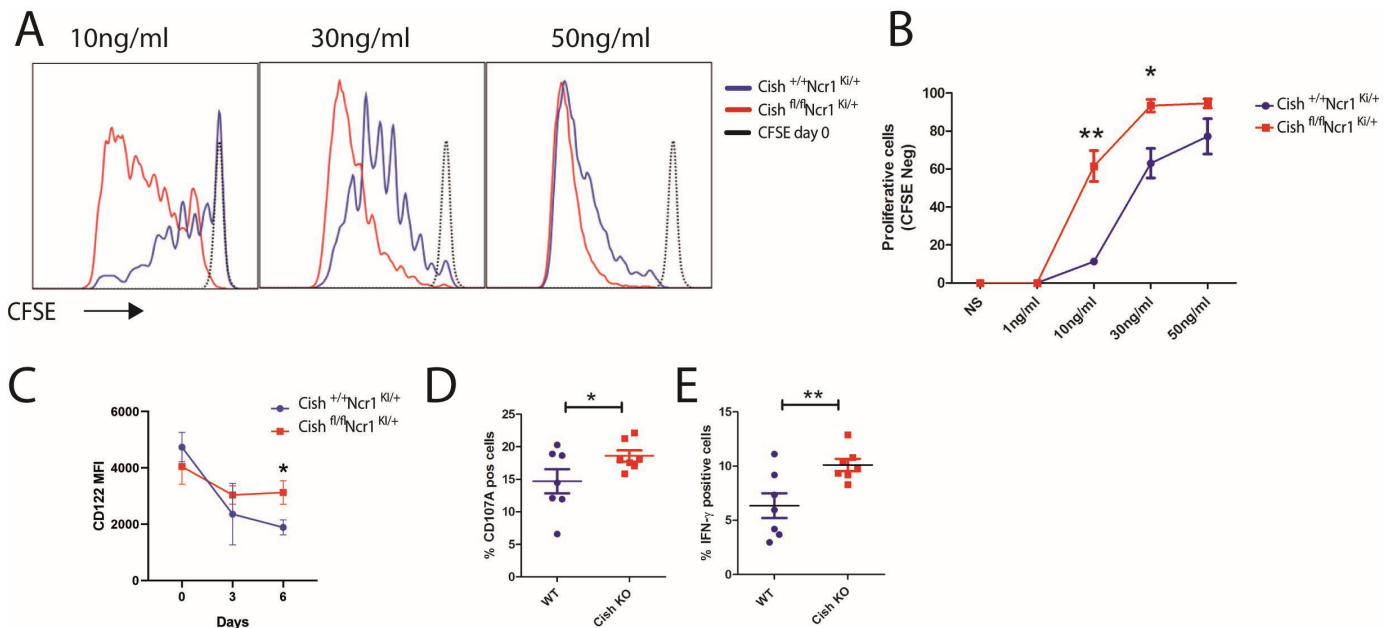 A
10ng/ml
30ng/ml
50ng/ml
Cish +/+Ncr1 Ki/+
Cish fl/flNcr1 Ki/+
CFSE day 0
CFSE
B
Proliferative cells
(CFSE Neg)
100
80
60
40
20
0
**
*
NS
1ng/ml
10ng/ml
30ng/ml
50ng/ml
Cish +/+Ncr1 Ki/+
Cish fl/flNcr1 Ki/+
C
CD122 MFI
6000
4000
2000
0
*
0
3
6
Days
Cish +/+Ncr1 KI/+
Cish fl/flNcr1 KI/+
D
% CD107A pos cells
25
20
15
10
5
0
*
WT
Cish KO
E
% IFN-γ positive cells
15
10
5
0
**
WT
Cish KO